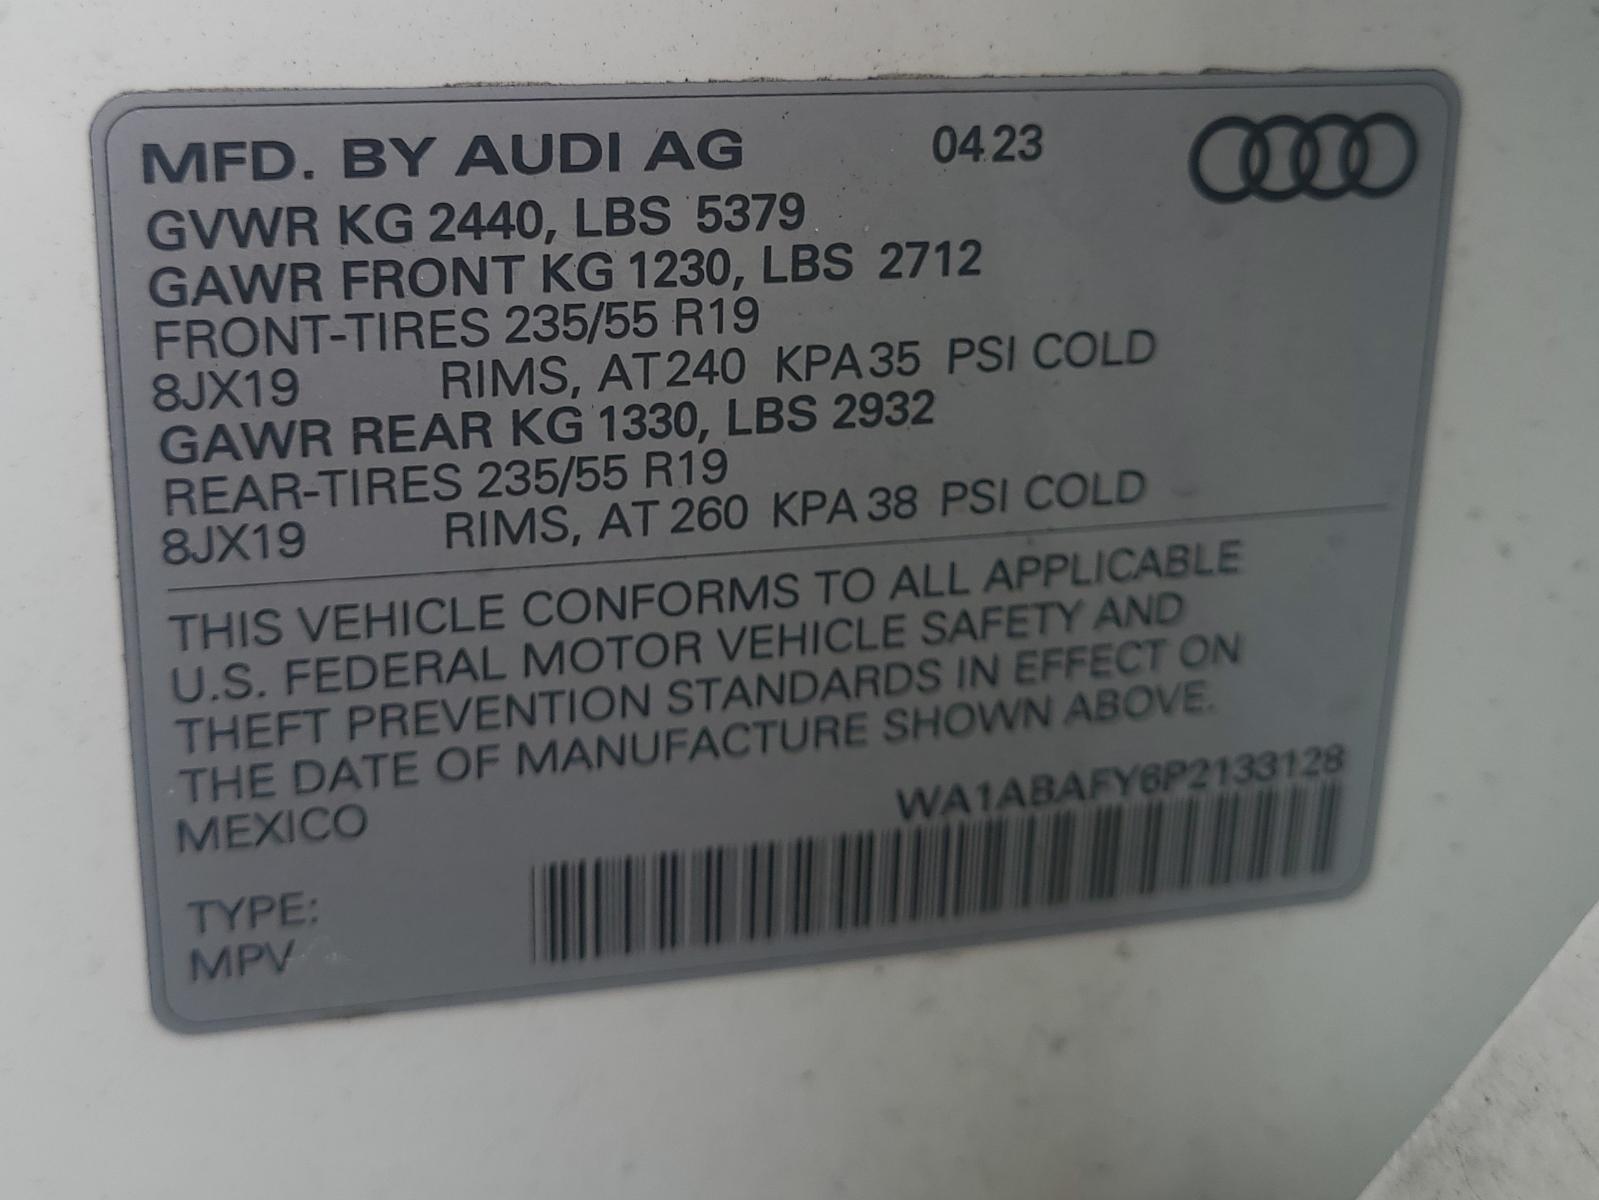 MFD. BY AUDI AG 04.23
GVWR KG 2440, LBS 5379
GAWR FRONT KG 1230, LBS 2712
FRONT-TIRES 235/55 R19
8JX19 RIMS, AT 240 KPA 35 PSI COLD
GAWR REAR KG 1330, LBS 2932
REAR-TIRES 235/55 R19
8JX19 RIMS, AT 260 KPA 38 PSI COLD
THIS VEHICLE CONFORMS TO ALL APPLICABLE
U.S. FEDERAL MOTOR VEHICLE SAFETY AND
THEFT PREVENTION STANDARDS IN EFFECT ON
THE DATE OF MANUFACTURE SHOWN ABOVE.
MEXICO
WA1ABAFY6P2133128
TYPE:
MPV